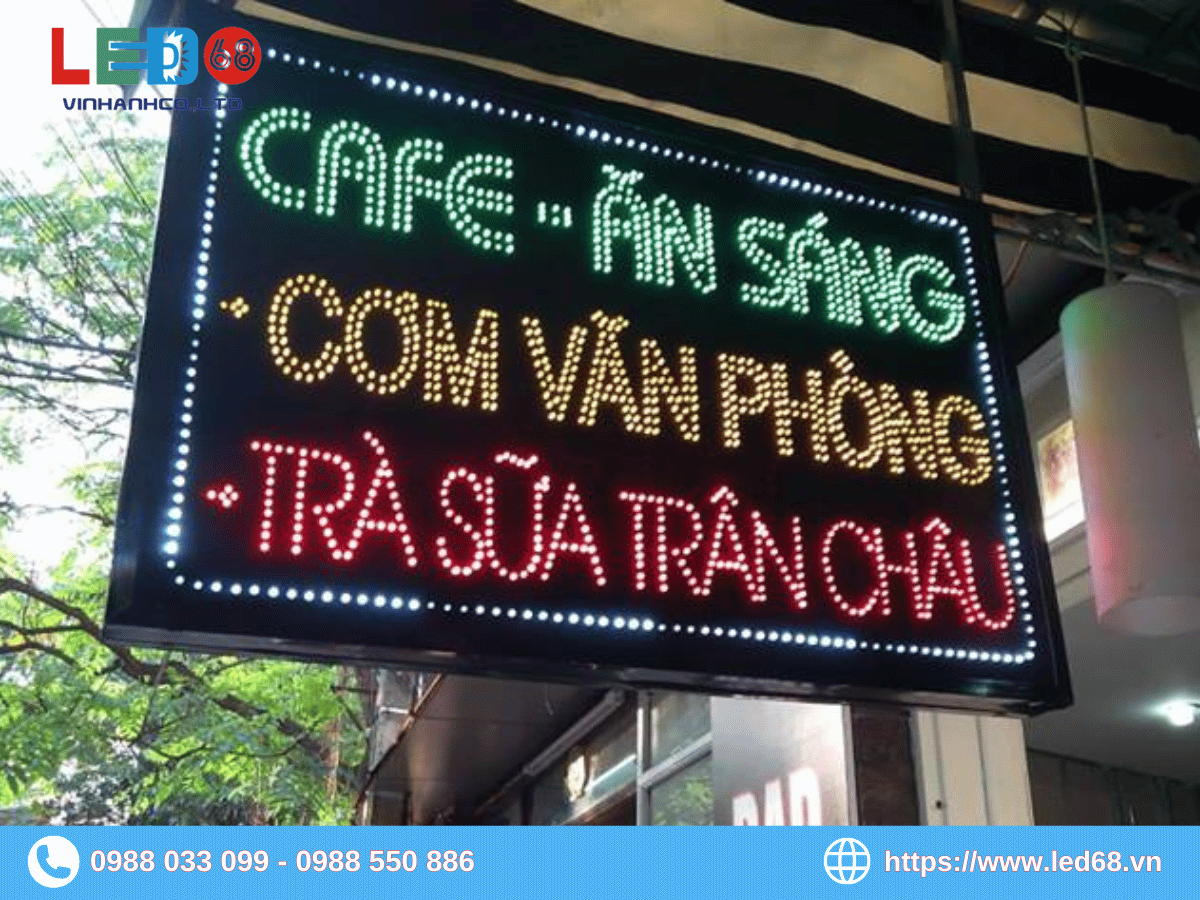 LED68
VINHANHCO.,LTD
CAFE - ĂN SÁNG
CƠM VĂN PHÒNG
TRÀ SỮA TRÂN CHÂU
0988 033 099 - 0988 550 886
https://www.led68.vn